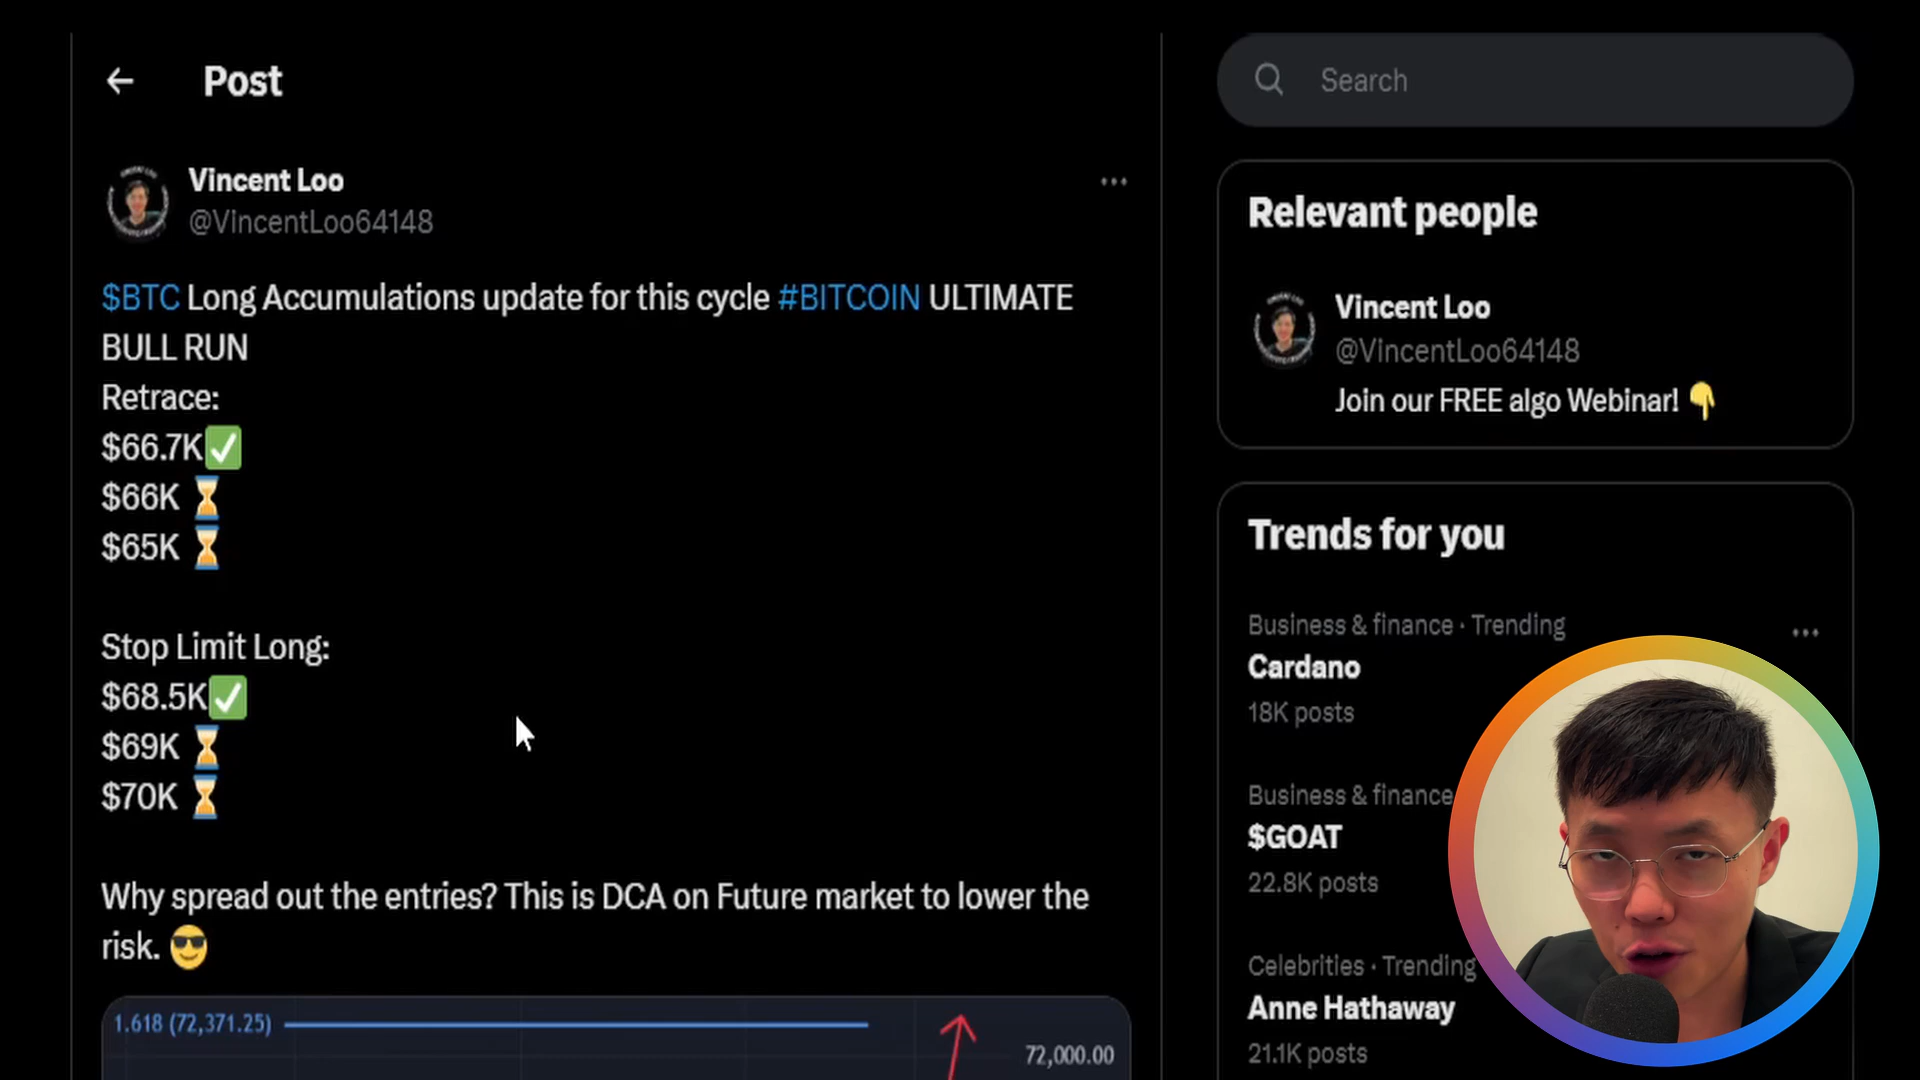 Post
Vincent Loo
@VincentLoo64148
$BTC Long Accumulations update for this cycle #BITCOIN ULTIMATE
BULL RUN
Retrace:
$66.7K✅
$66K ⏳
$65K ⏳
Stop Limit Long:
$68.5K✅
$69K ⏳
$70K ⏳
Why spread out the entries? This is DCA on Future market to lower the
risk. 😎
1.618 (72,371.25)
72,000.00
Search
Relevant people
Vincent Loo
@VincentLoo64148
Join our FREE algo Webinar! 👇
Trends for you
Business & finance · Trending
Cardano
18K posts
Business & finance
$GOAT
22.8K posts
Celebrities · Trending
Anne Hathaway
21.1K posts